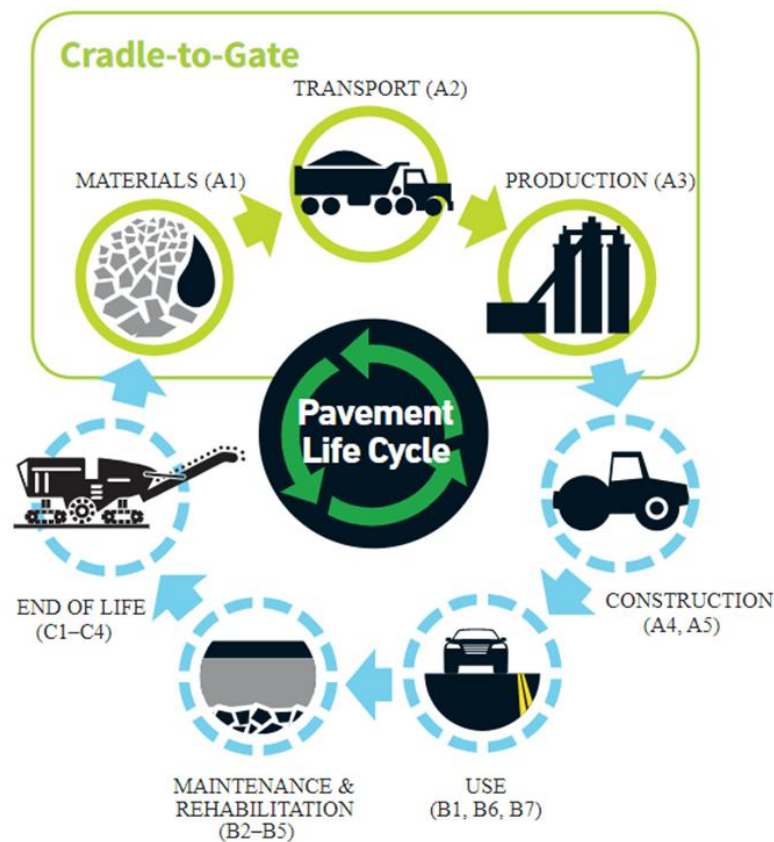 Cradle-to-Gate
TRANSPORT (A2)
MATERIALS (A1)
PRODUCTION (A3)
Pavement
Life Cycle
CONSTRUCTION
(A4, A5)
END OF LIFE
(C1–C4)
USE
(B1, B6, B7)
MAINTENANCE &
REHABILITATION
(B2–B5)